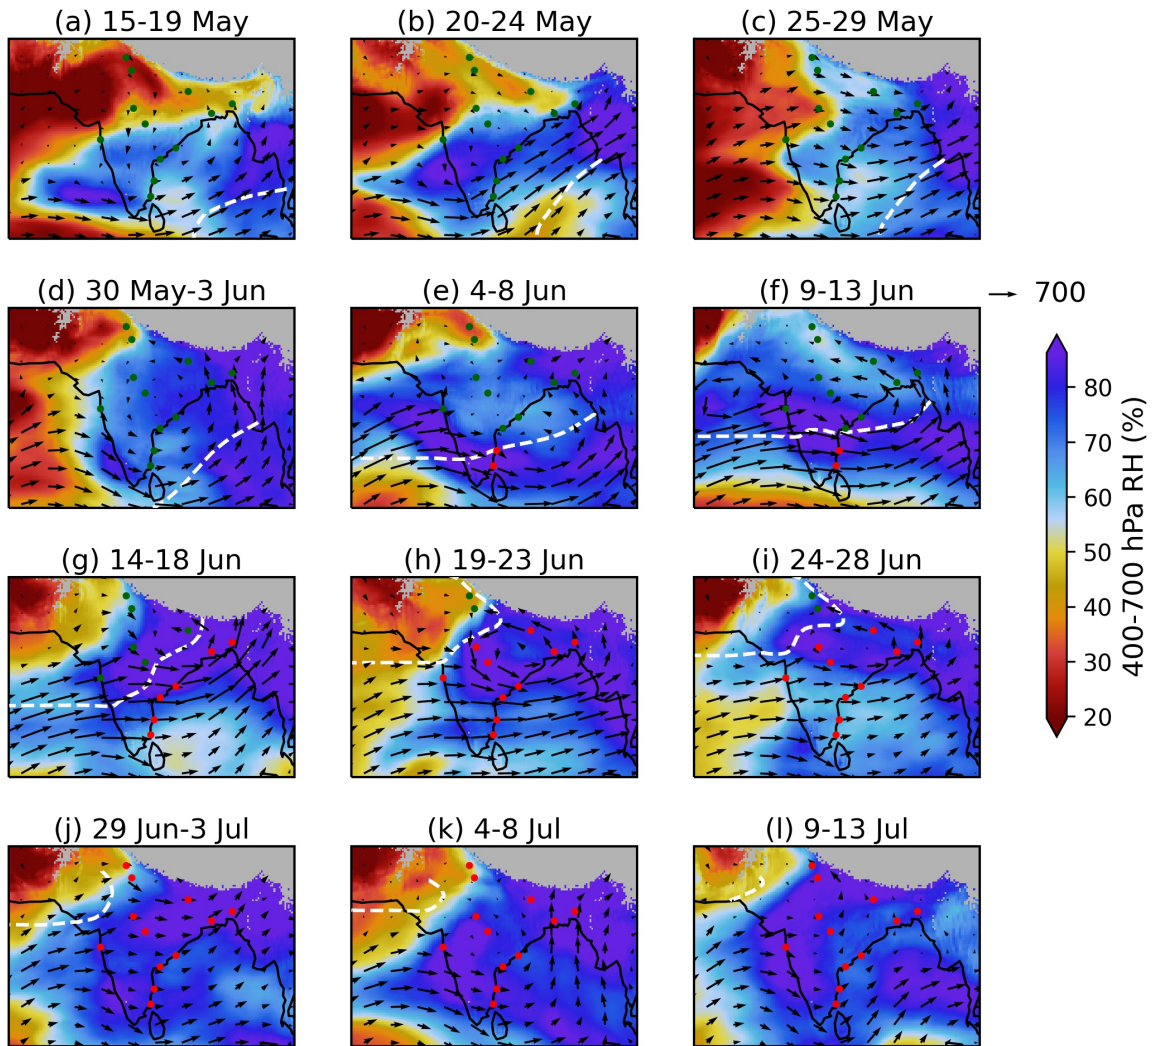 (a) 15-19 May
(b) 20-24 May
(c) 25-29 May
(d) 30 May-3 Jun
(e) 4-8 Jun
(f) 9-13 Jun
700
(g) 14-18 Jun
(h) 19-23 Jun
(i) 24-28 Jun
(j) 29 Jun-3 Jul
(k) 4-8 Jul
(l) 9-13 Jul
80
70
60
50
40
30
20
400-700 hPa RH (%)